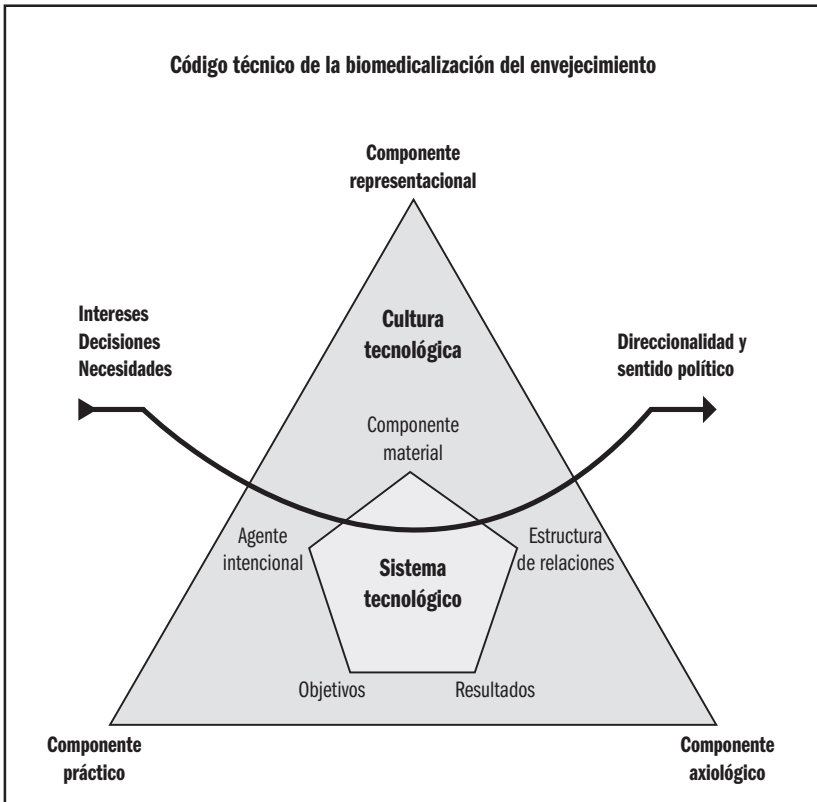 Código técnico de la biomedicalización del envejecimiento
Componente
representacional
Intereses
Decisiones
Necesidades
Cultura
tecnológica
Direccionalidad y
sentido político
Componente
material
Agente
intencional
Estructura
de relaciones
Sistema
tecnológico
Objetivos
Resultados
Componente
práctico
Componente
axiológico